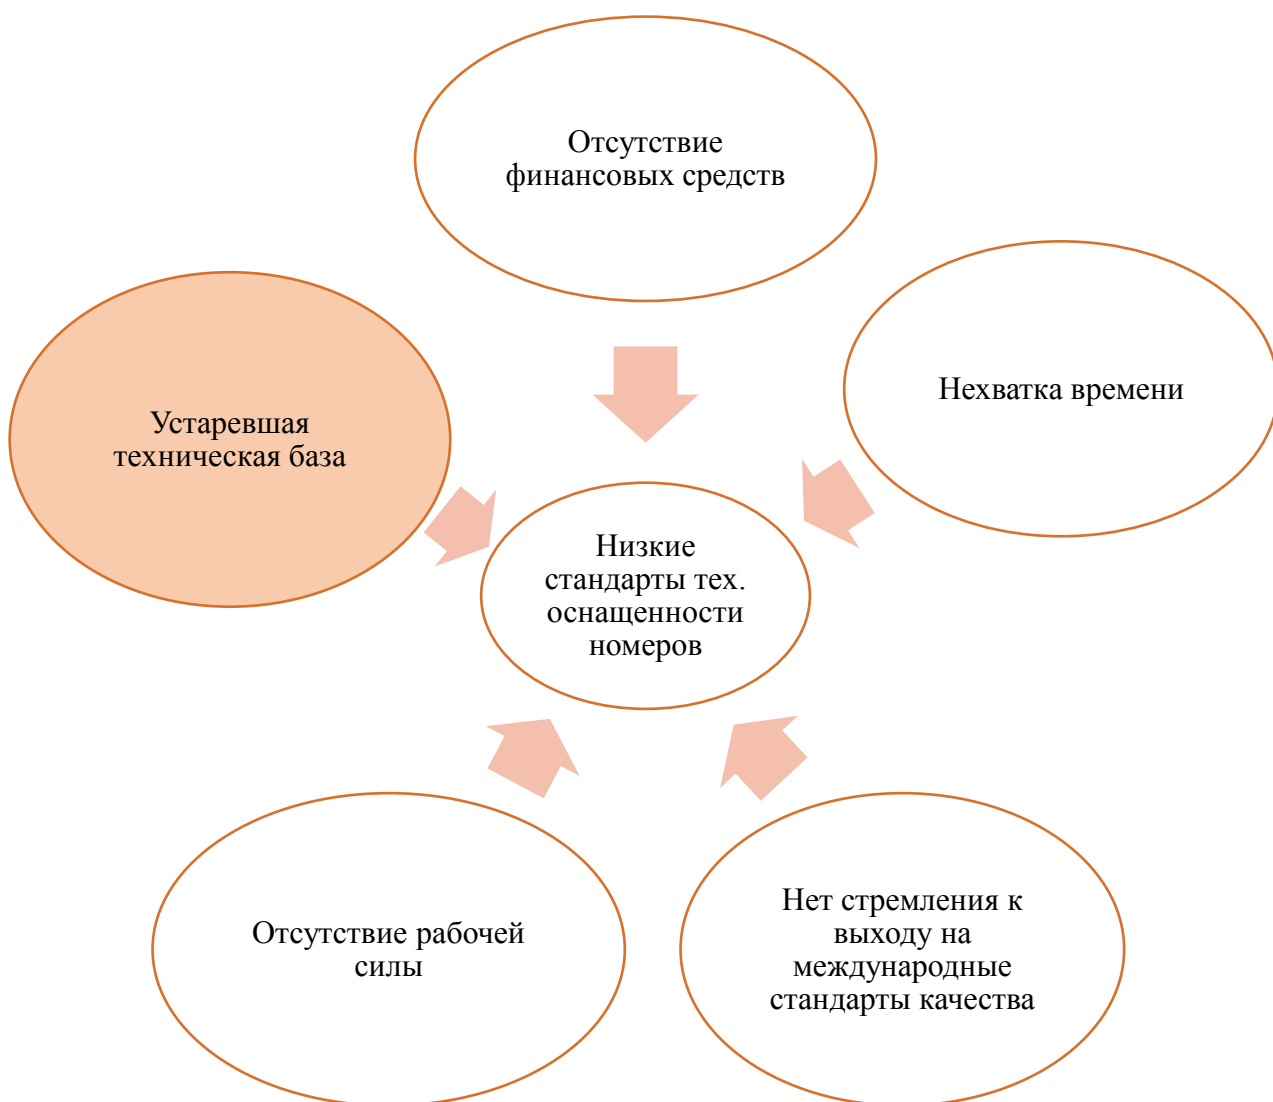 Отсутствие
финансовых средств
Нехватка времени
Устаревшая
техническая база
Низкие
стандарты тех.
оснащенности
номеров
Отсутствие рабочей
силы
Нет стремления к
выходу на
международные
стандарты качества